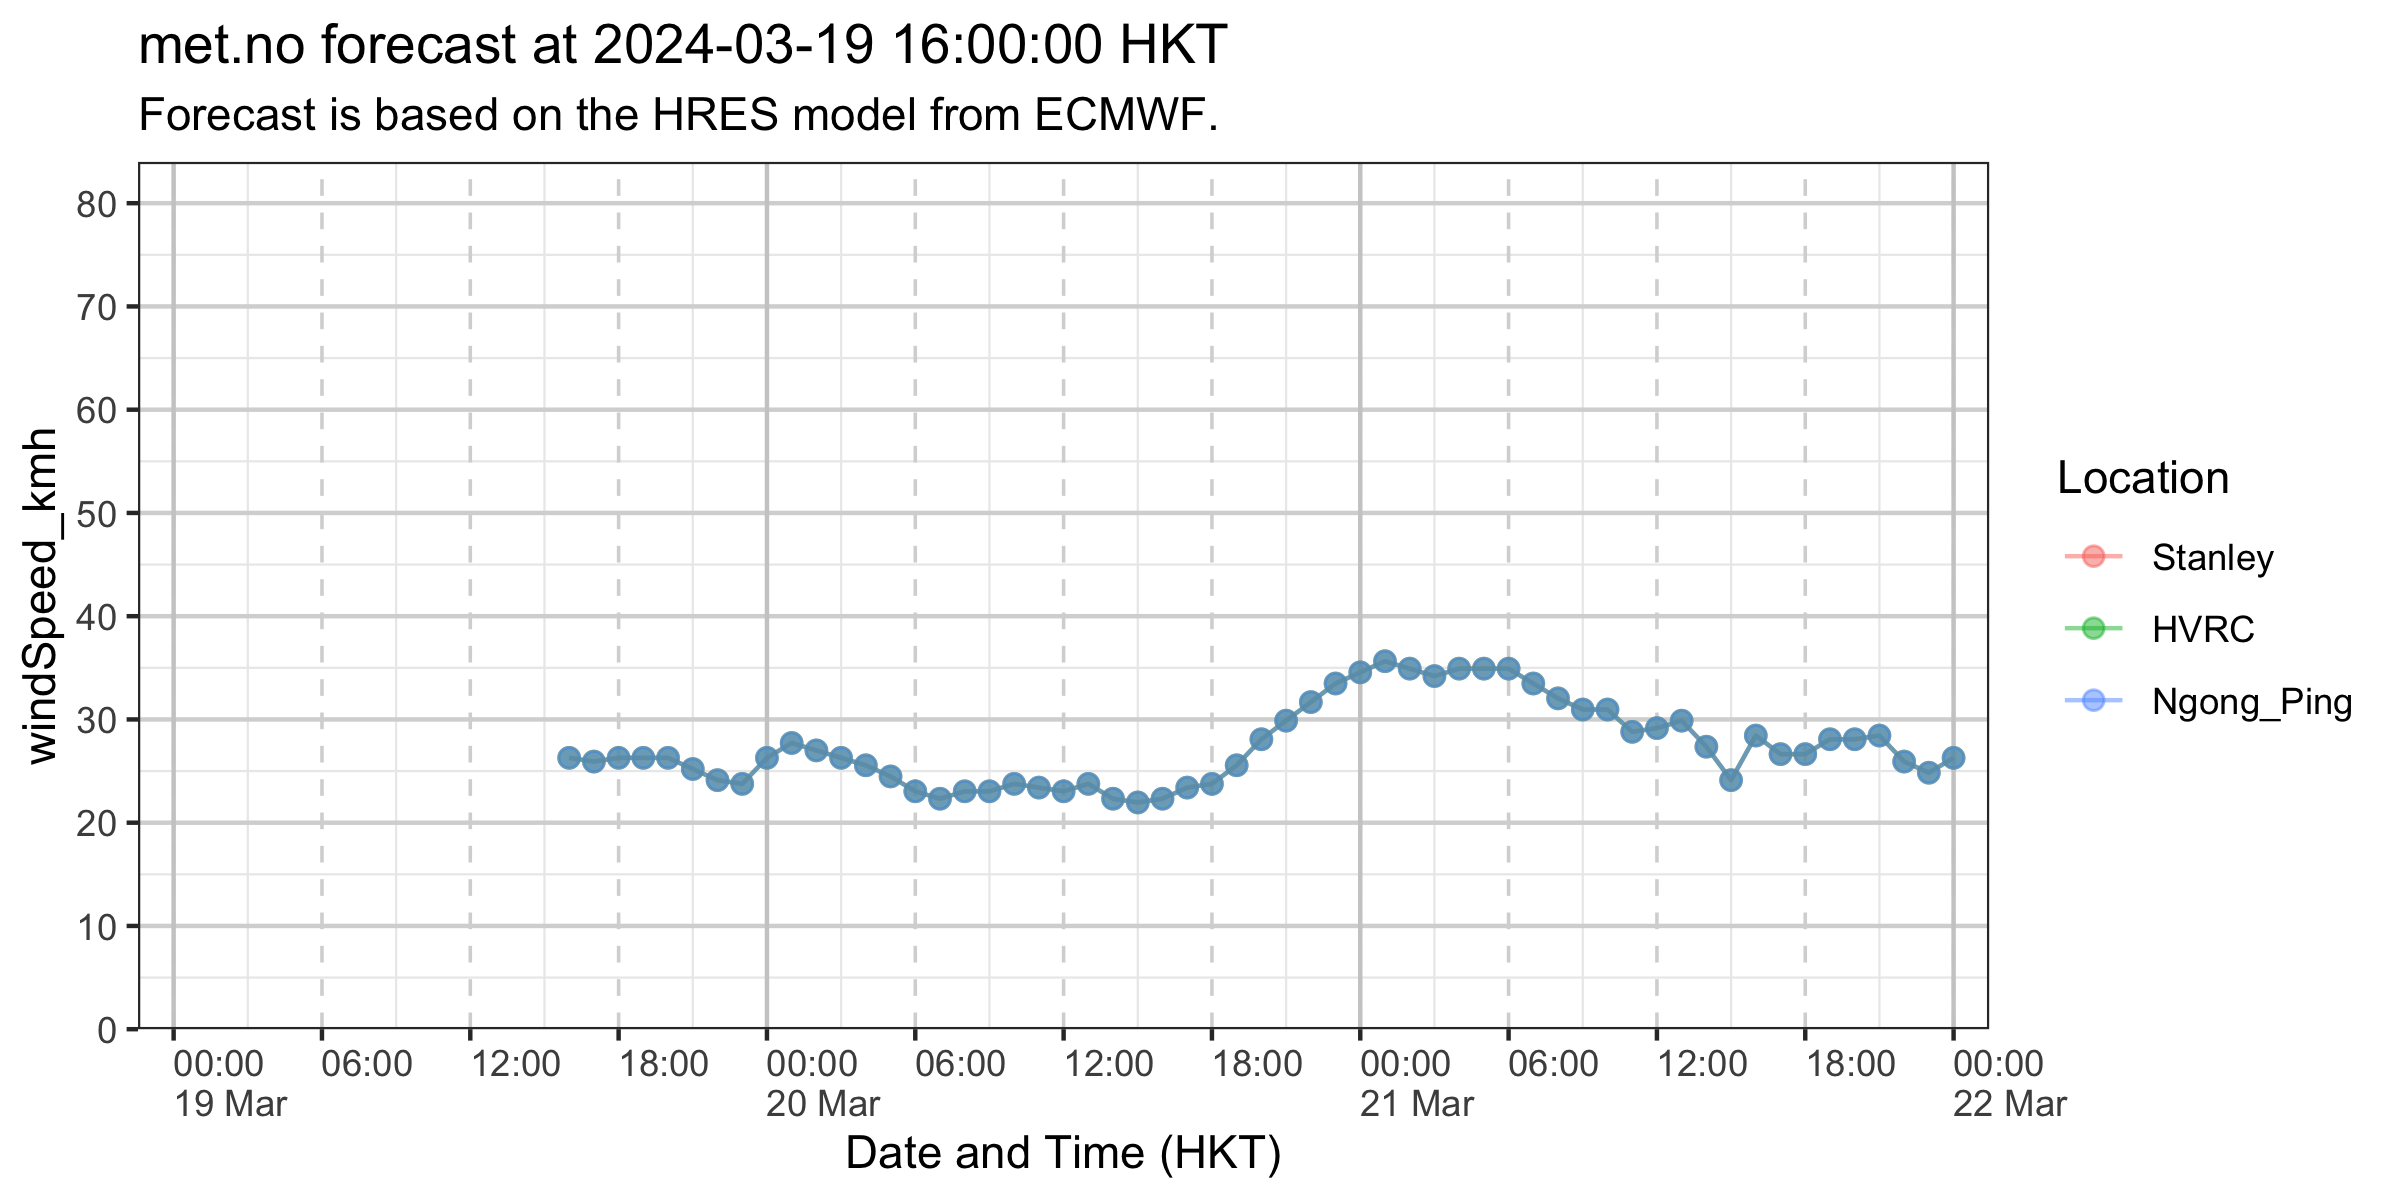 met.no forecast at 2024-03-19 16:00:00 HKT
Forecast is based on the HRES model from ECMWF.
windSpeed_kmh
80
70
60
50
40
30
20
10
0
00:00 06:00 12:00 18:00 00:00 06:00 12:00 18:00 00:00 06:00 12:00 18:00 00:00
19 Mar 20 Mar 21 Mar 22 Mar
Date and Time (HKT)
Location
Stanley
HVRC
Ngong_Ping